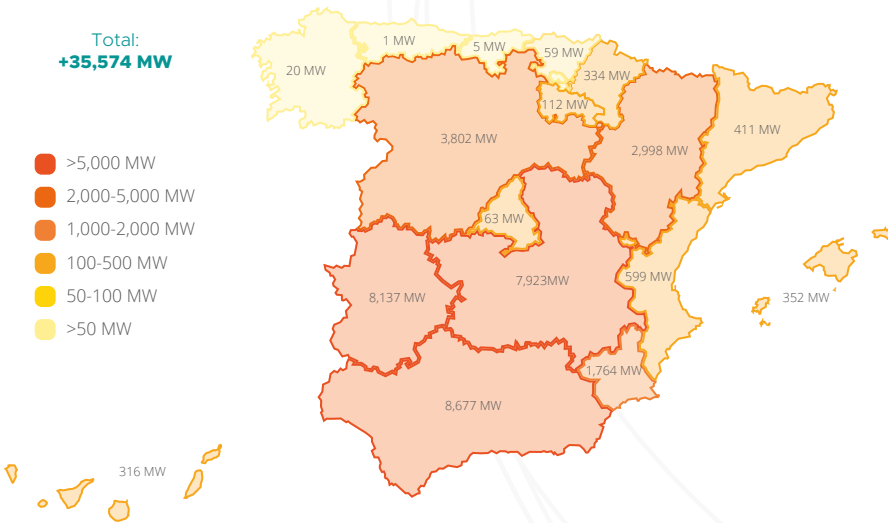 Total:
+35,574 MW
1 MW
5 MW
59 MW
20 MW
334 MW
112 MW
3,802 MW
2,998 MW
411 MW
>5,000 MW
2,000-5,000 MW
1,000-2,000 MW
100-500 MW
50-100 MW
>50 MW
63 MW
7,923MW
599 MW
8,137 MW
352 MW
1,764 MW
8,677 MW
316 MW